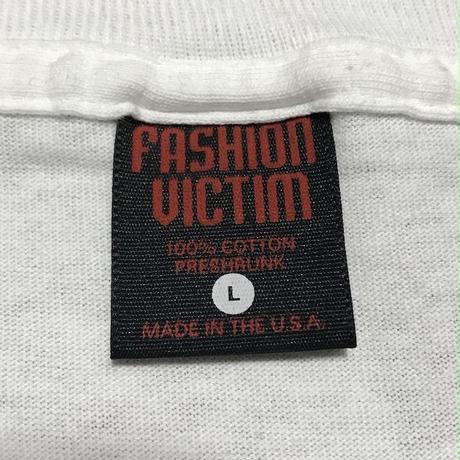 FASHION
VICTIM
100% COTTON
PRESHRUNK
L
MADE IN THE U.S.A.